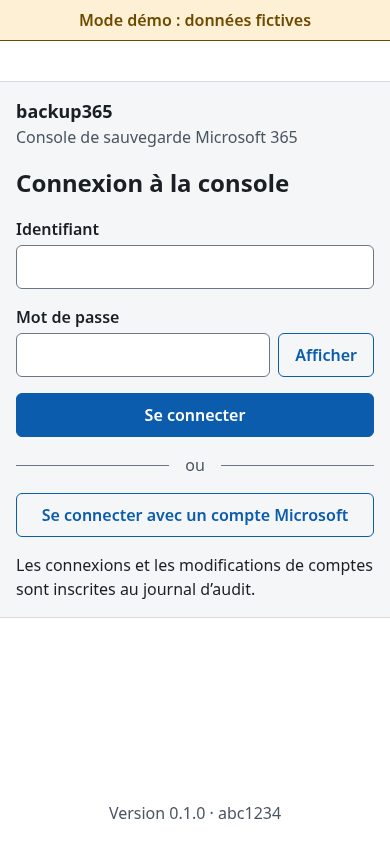 Mode démo : données fictives
backup365
Console de sauvegarde Microsoft 365
Connexion à la console
Identifiant
Mot de passe
Afficher
Se connecter
ou
Se connecter avec un compte Microsoft
Les connexions et les modifications de comptes
sont inscrites au journal d’audit.
Version 0.1.0 · abc1234